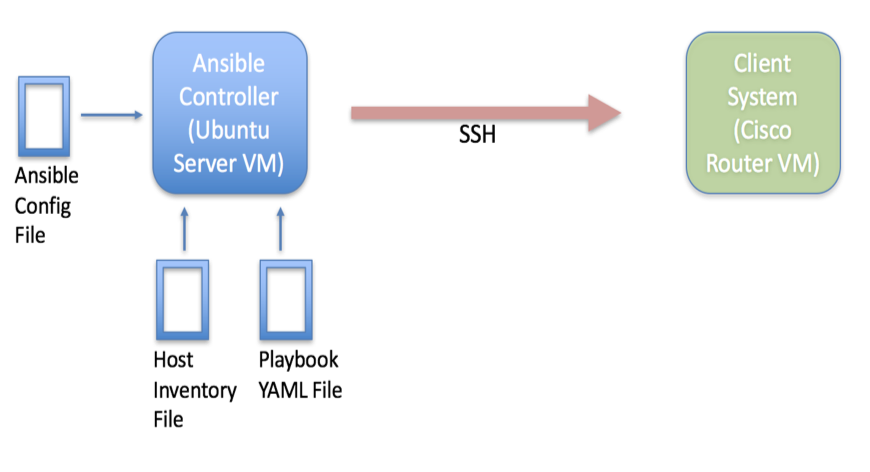 Ansible
Controller
(Ubuntu
Server VM)
Client
System
(Cisco
Router VM)
SSH
Ansible
Config
File
Host
Inventory
File
Playbook
YAML File